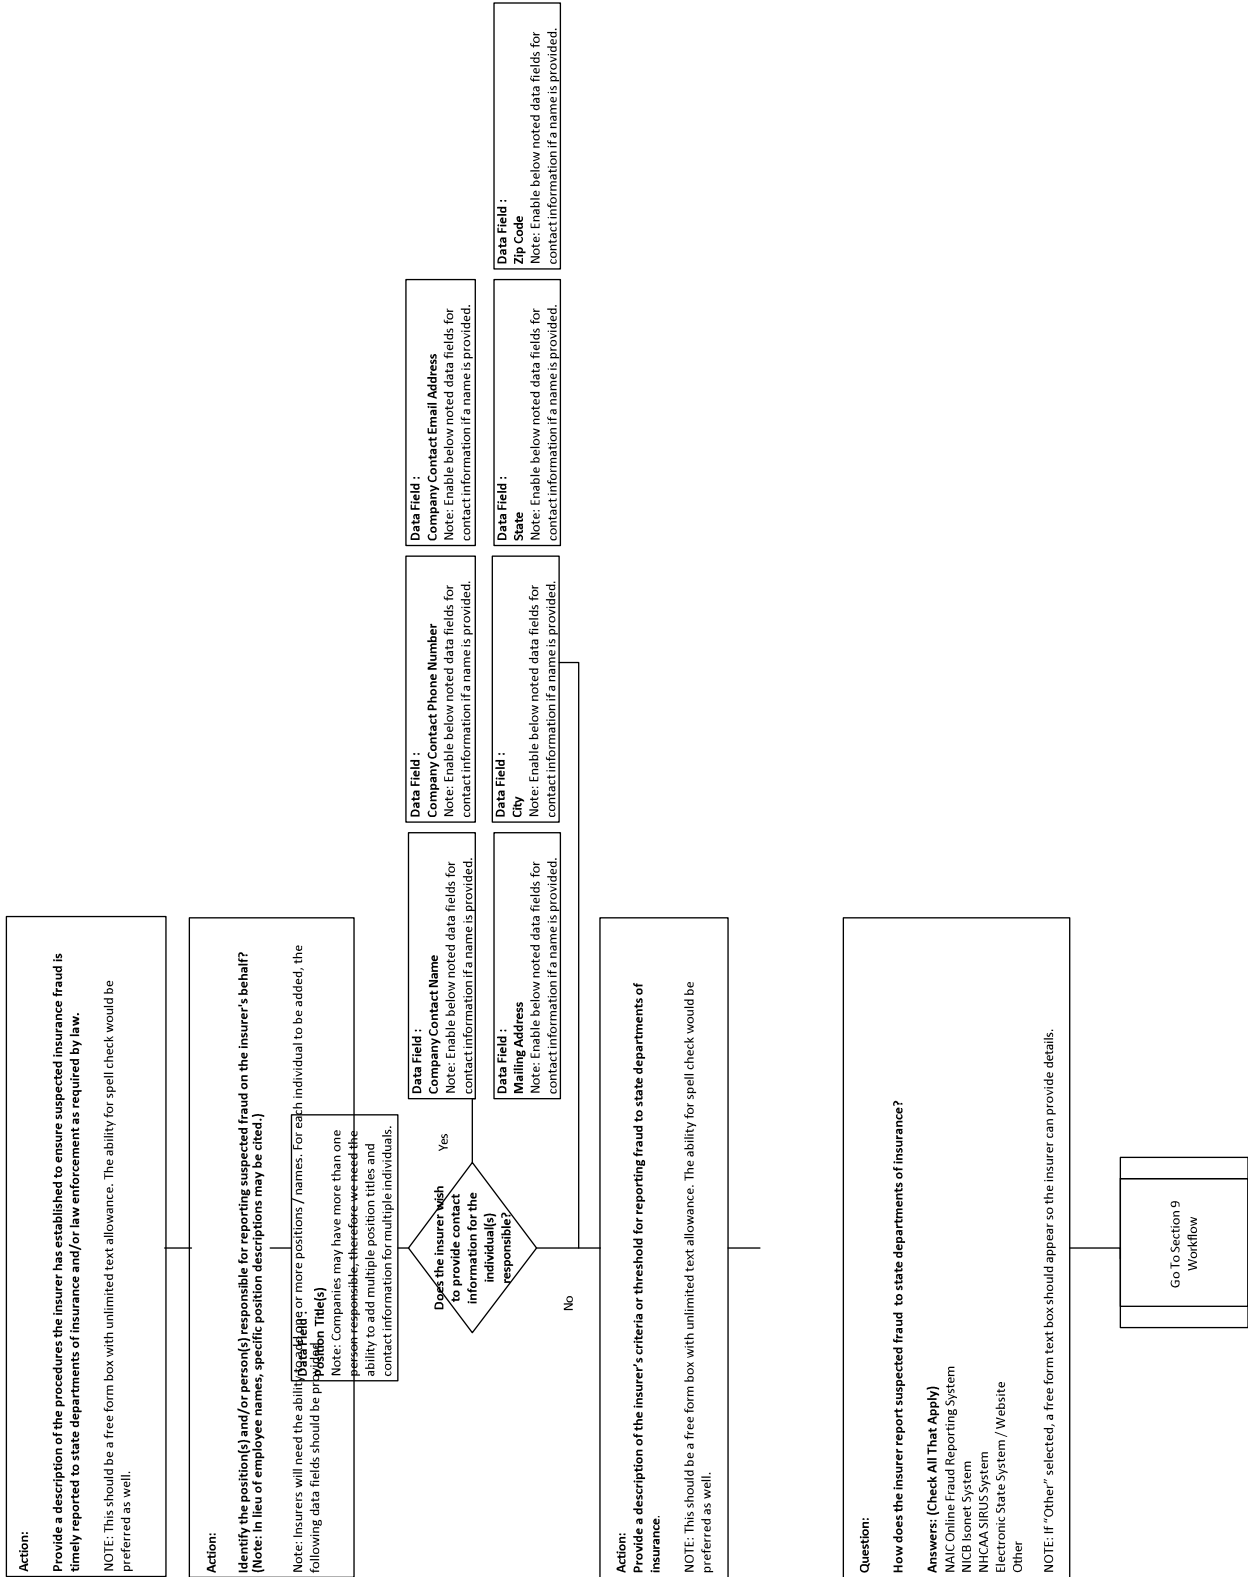 Action:
Provide a description of the procedures the insurer has established to ensure suspected insurance fraud is
timely reported to state departments of insurance and/or law enforcement as required by law.
NOTE: This should be a free form box with unlimited text allowance. The ability for spell check would be
preferred as well.
Action:
Identify the position(s) and/or person(s) responsible for reporting suspected fraud on the insurer's behalf?
(Note: In lieu of employee names, specific position descriptions may be cited.)
Note: Insurers will need the ability to add one or more positions / names. For each individual to be added, the
following data fields should be provided.
Data Field :
Position Title(s)
Note: Companies may have more than one
person responsible, therefore we need the
ability to add multiple position titles and
contact information for multiple individuals.
Does the insurer wish
to provide contact
information for the
individual(s)
responsible?
Yes
No
Data Field :
Company Contact Name
Note: Enable below noted data fields for
contact information if a name is provided.
Data Field :
Company Contact Phone Number
Note: Enable below noted data fields for
contact information if a name is provided.
Data Field :
Company Contact Email Address
Note: Enable below noted data fields for
contact information if a name is provided.
Data Field :
Mailing Address
Note: Enable below noted data fields for
contact information if a name is provided.
Data Field :
City
Note: Enable below noted data fields for
contact information if a name is provided.
Data Field :
State
Note: Enable below noted data fields for
contact information if a name is provided.
Data Field :
Zip Code
Note: Enable below noted data fields for
contact information if a name is provided.
Action:
Provide a description of the insurer's criteria or threshold for reporting fraud to state departments of
insurance.
NOTE: This should be a free form box with unlimited text allowance. The ability for spell check would be
preferred as well.
Question:
How does the insurer report suspected fraud to state departments of insurance?
Answers: (Check All That Apply)
NAIC Online Fraud Reporting System
NICB Isonet System
NHCAA SIRUS System
Electronic State System / Website
Other
NOTE: If "Other" selected, a free form text box should appear so the insurer can provide details.
Go To Section 9
Workflow